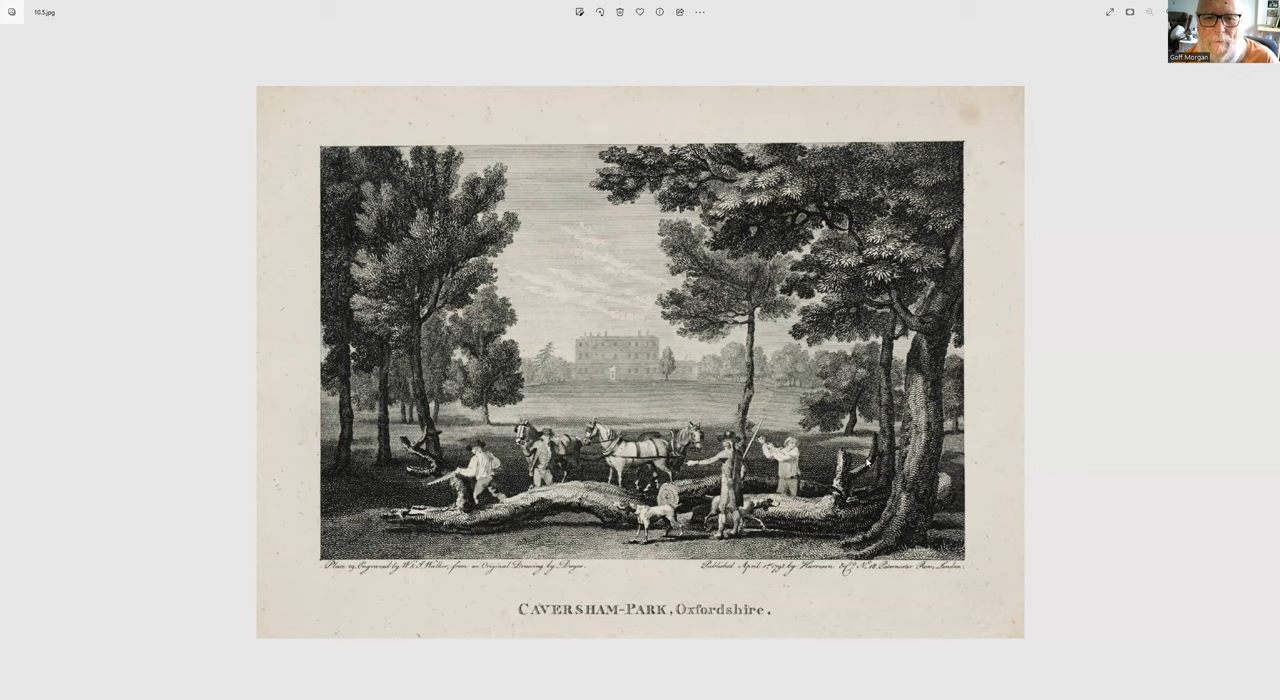 10.5.jpg
Goff Morgan
Plate 29, Engraved by W. & J. Walker, from an Original Drawing by Dayes.
Published April 1st 1793, by Harrison & Co. No. 18, Paternoster Row, London.
CAVERSHAM-PARK, Oxfordshire.